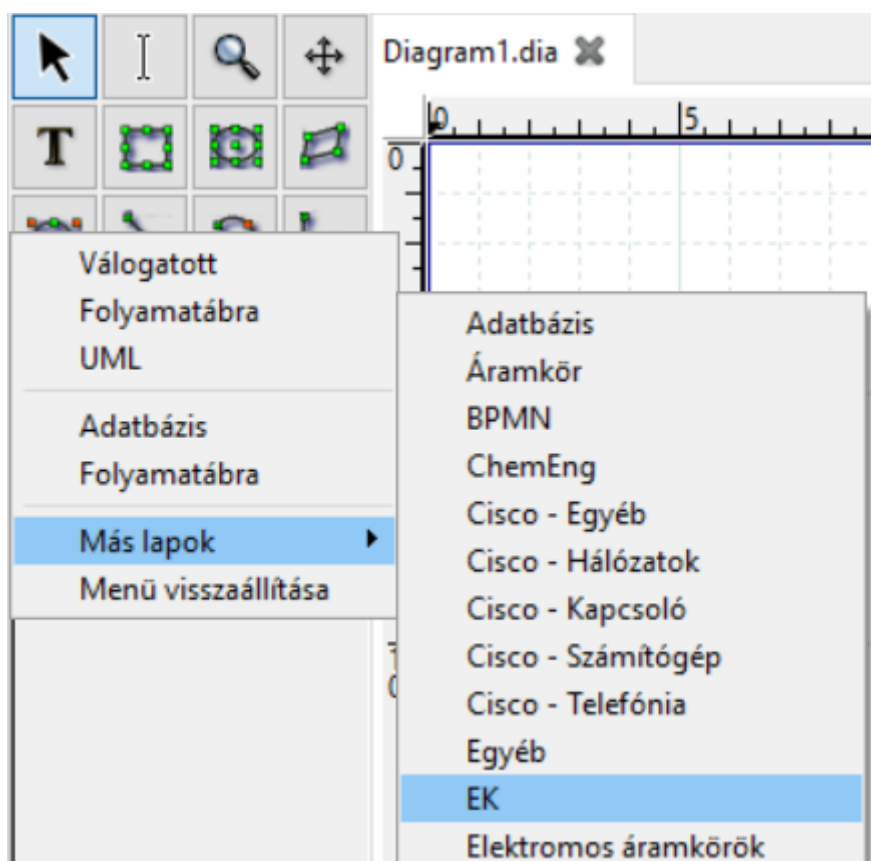 Diagram1.dia
0 5
T
0
Válogatott
Folyamatábra
UML
Adatbázis
Folyamatábra
Más lapok
Menü visszaállítása
Adatbázis
Áramkör
BPMN
ChemEng
Cisco - Egyéb
Cisco - Hálózatok
Cisco - Kapcsoló
Cisco - Számítógép
Cisco - Telefónia
Egyéb
EK
Elektromos áramkörök